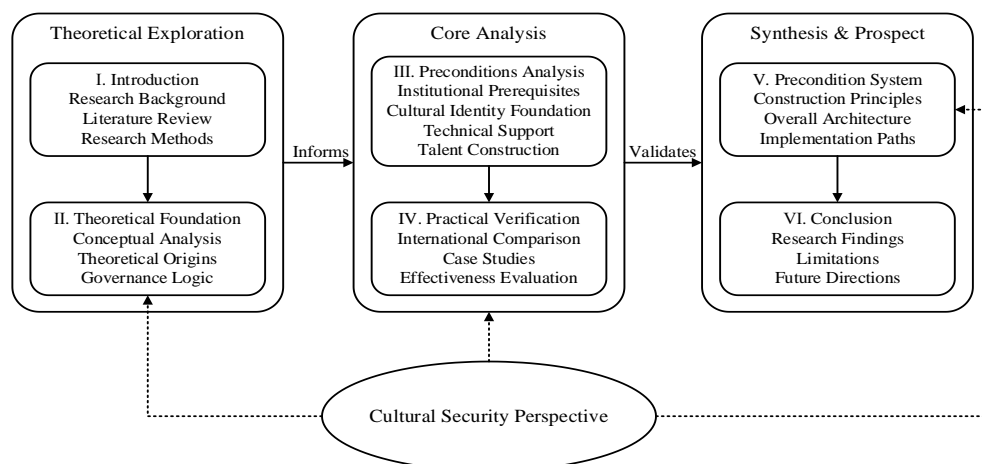 Theoretical Exploration
I. Introduction
Research Background
Literature Review
Research Methods
II. Theoretical Foundation
Conceptual Analysis
Theoretical Origins
Governance Logic
Informs
Core Analysis
III. Preconditions Analysis
Institutional Prerequisites
Cultural Identity Foundation
Technical Support
Talent Construction
IV. Practical Verification
International Comparison
Case Studies
Effectiveness Evaluation
Validates
Synthesis & Prospect
V. Precondition System
Construction Principles
Overall Architecture
Implementation Paths
VI. Conclusion
Research Findings
Limitations
Future Directions
Cultural Security Perspective